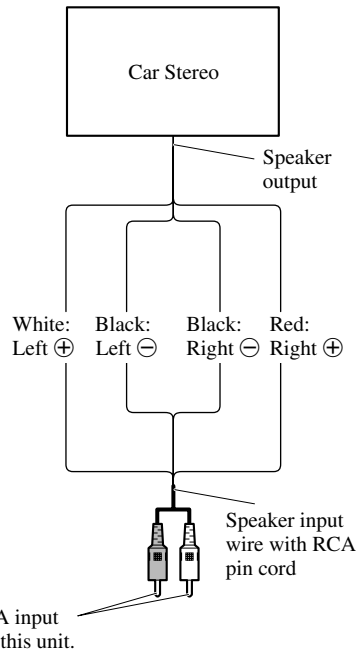 Car Stereo
Speaker
output
White:
Left ⊕
Black:
Left ⊖
Black:
Right ⊖
Red:
Right ⊕
Speaker input
wire with RCA
pin cord
input
this unit.